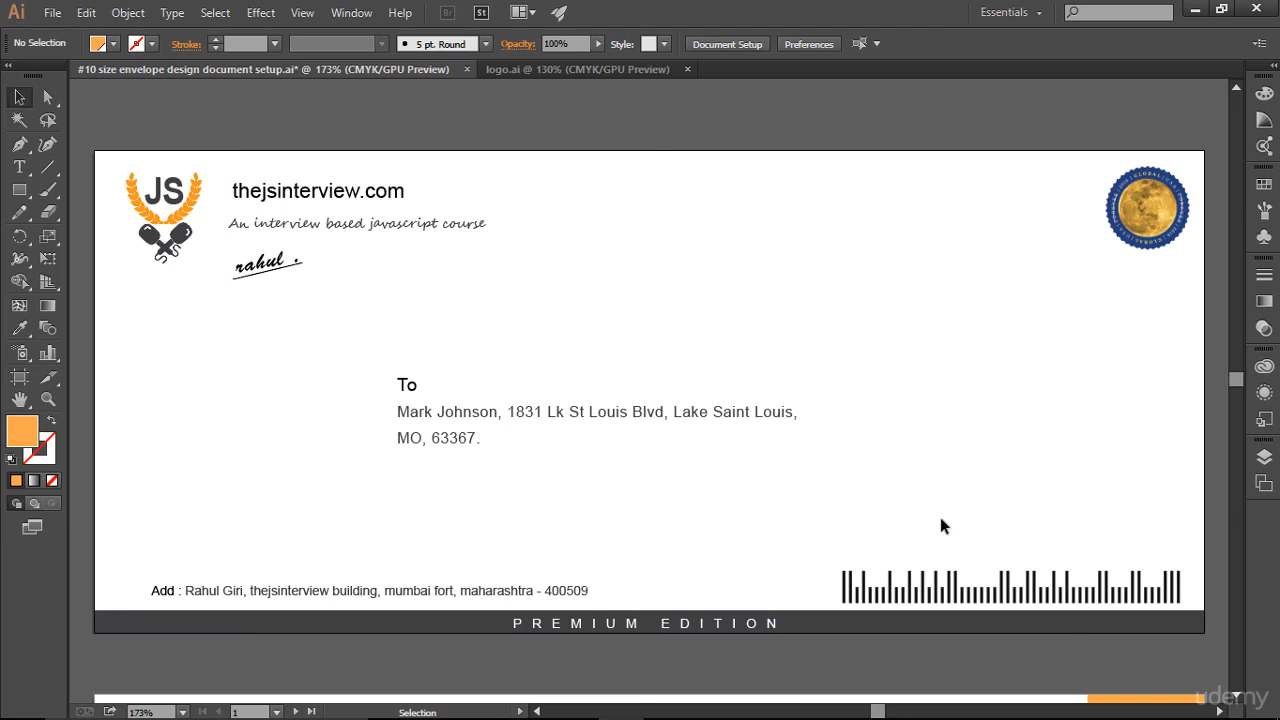 Ai File Edit Object Type Select Effect View Window Help Br St Essentials
No Selection Stroke: 5 pt. Round Opacity: 100% Style: Document Setup Preferences
#10 size envelope design document setup.ai* @ 173% (CMYK/GPU Preview) × logo.ai @ 130% (CMYK/GPU Preview) ×
JS
thejsinterview.com
An interview based javascript course
rahul .
GLOBAL
To
Mark Johnson, 1831 Lk St Louis Blvd, Lake Saint Louis,
MO, 63367.
Add : Rahul Giri, thejsinterview building, mumbai fort, maharashtra - 400509
PREMIUM EDITION
173% 1 Selection
udemy